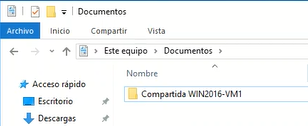 Documentos
Archivo Inicio Compartir Vista
Este equipo > Documentos >
Nombre
Acceso rápido
Escritorio
Descargas
Compartida WIN2016-VM1